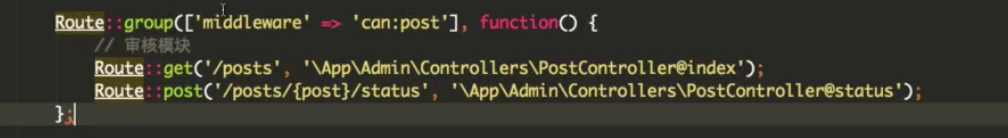 Route::group(['middleware' => 'can:post'], function() {
// 审核模块
Route::get('/posts', '\App\Admin\Controllers\PostController@index');
Route::post('/posts/{post}/status', '\App\Admin\Controllers\PostController@status');
};